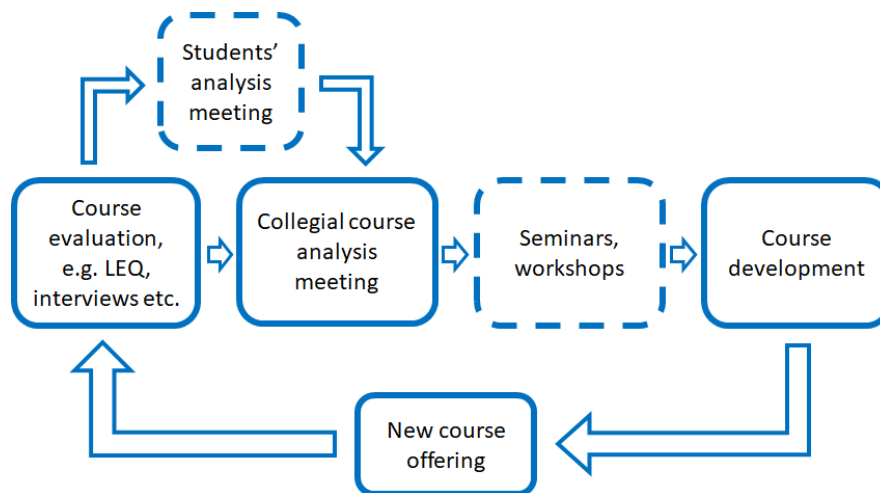 Students’
analysis
meeting
Course
evaluation,
e.g. LEQ,
interviews etc.
Collegial course
analysis
meeting
Seminars,
workshops
Course
development
New course
offering